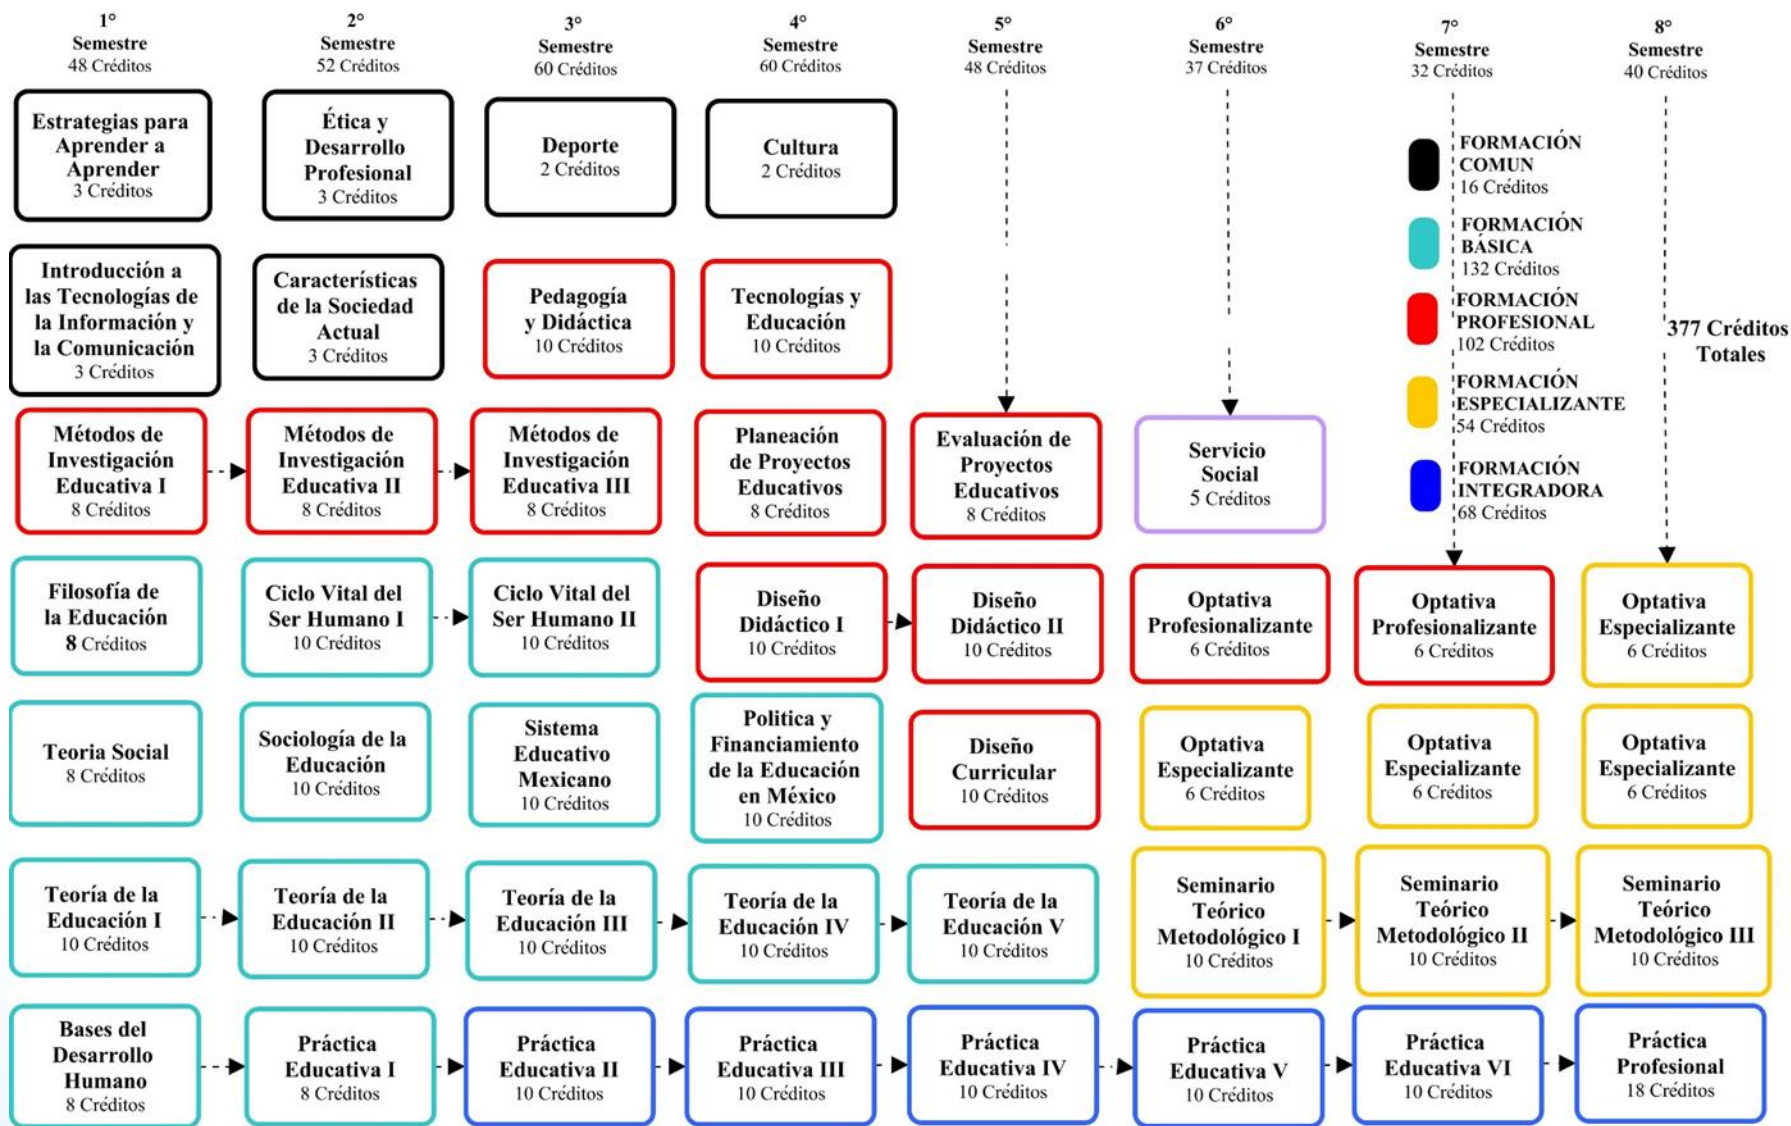 1°
Semestre
48 Créditos
2°
Semestre
52 Créditos
3°
Semestre
60 Créditos
4°
Semestre
60 Créditos
5°
Semestre
48 Créditos
6°
Semestre
37 Créditos
7°
Semestre
32 Créditos
8°
Semestre
40 Créditos
Estrategias para
Aprender a
Aprender
3 Créditos
Ética y
Desarrollo
Profesional
3 Créditos
Deporte
2 Créditos
Cultura
2 Créditos
FORMACIÓN
COMUN
16 Créditos
FORMACIÓN
BÁSICA
132 Créditos
FORMACIÓN
PROFESIONAL
102 Créditos
FORMACIÓN
ESPECIALIZANTE
54 Créditos
FORMACIÓN
INTEGRADORA
68 Créditos
377 Créditos
Totales
Introducción a
las Tecnologías de
la Información y
la Comunicación
3 Créditos
Características
de la Sociedad
Actual
3 Créditos
Pedagogía
y Didáctica
10 Créditos
Tecnologías y
Educación
10 Créditos
Métodos de
Investigación
Educativa I
8 Créditos
Métodos de
Investigación
Educativa II
8 Créditos
Métodos de
Investigación
Educativa III
8 Créditos
Planeación
de Proyectos
Educativos
8 Créditos
Evaluación de
Proyectos
Educativos
8 Créditos
Servicio
Social
5 Créditos
Filosofía de
la Educación
8 Créditos
Ciclo Vital del
Ser Humano I
10 Créditos
Ciclo Vital del
Ser Humano II
10 Créditos
Diseño
Didáctico I
10 Créditos
Diseño
Didáctico II
10 Créditos
Optativa
Profesionalizante
6 Créditos
Optativa
Profesionalizante
6 Créditos
Optativa
Especializante
6 Créditos
Teoria Social
8 Créditos
Sociología de la
Educación
10 Créditos
Sistema
Educativo
Mexicano
10 Créditos
Politica y
Financiamiento
de la Educación
en México
10 Créditos
Diseño
Curricular
10 Créditos
Optativa
Especializante
6 Créditos
Optativa
Especializante
6 Créditos
Optativa
Especializante
6 Créditos
Teoría de la
Educación I
10 Créditos
Teoría de la
Educación II
10 Créditos
Teoría de la
Educación III
10 Créditos
Teoría de la
Educación IV
10 Créditos
Teoría de la
Educación V
10 Créditos
Seminario
Teórico
Metodológico I
10 Créditos
Seminario
Teórico
Metodológico II
10 Créditos
Seminario
Teórico
Metodológico III
10 Créditos
Bases del
Desarrollo
Humano
8 Créditos
Práctica
Educativa I
8 Créditos
Práctica
Educativa II
10 Créditos
Práctica
Educativa III
10 Créditos
Práctica
Educativa IV
10 Créditos
Práctica
Educativa V
10 Créditos
Práctica
Educativa VI
10 Créditos
Práctica
Profesional
18 Créditos